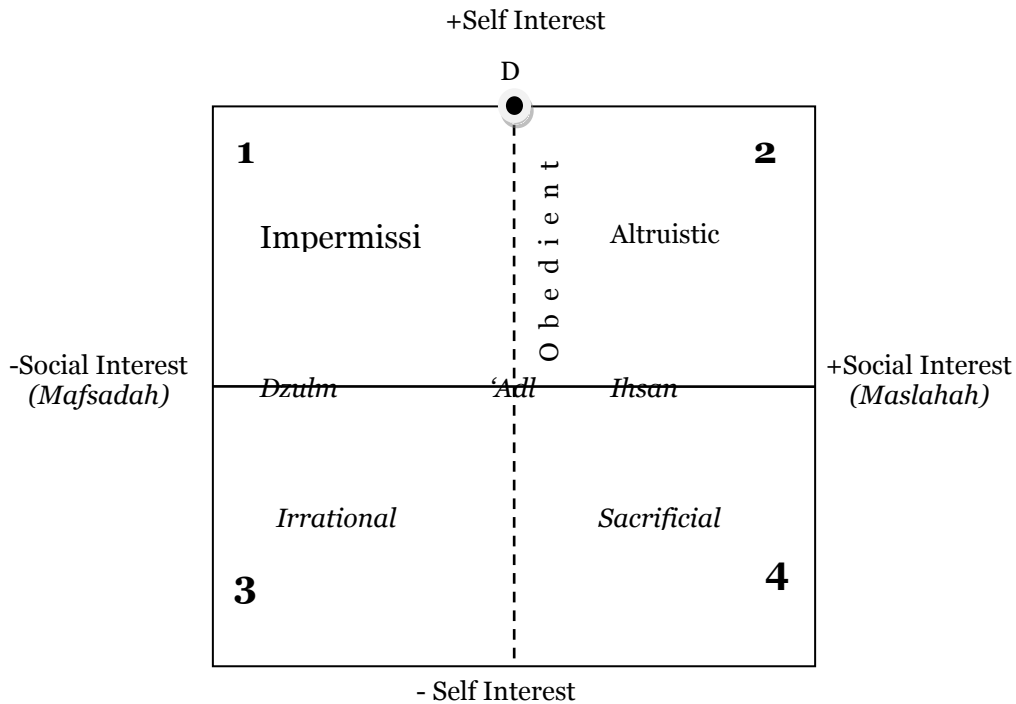 +Self Interest
D
1
2
Obedient
Impermissi
Altruistic
-Social Interest
(Mafsadah)
Dzulm
‘Adl
Ihsan
+Social Interest
(Maslahah)
Irrational
Sacrificial
3
4
- Self Interest